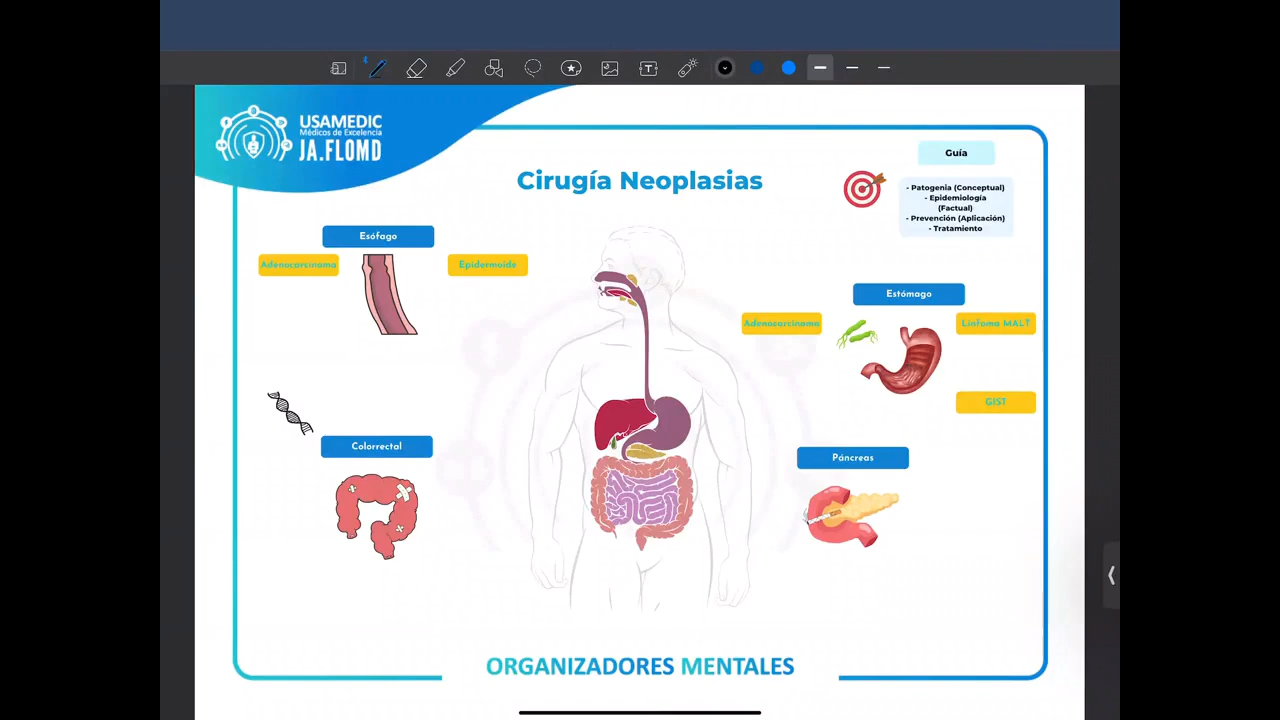 USAMEDIC
Médicos de Excelencia
JA.FLOMD
Cirugía Neoplasias
Guía
- Patogenia (Conceptual)
- Epidemiología
(Factual)
- Prevención (Aplicación)
- Tratamiento
Esófago
Adenocarcinoma
Epidermoide
Estómago
Adenocarcinoma
Linfoma MALT
GIST
Colorrectal
Páncreas
ORGANIZADORES MENTALES